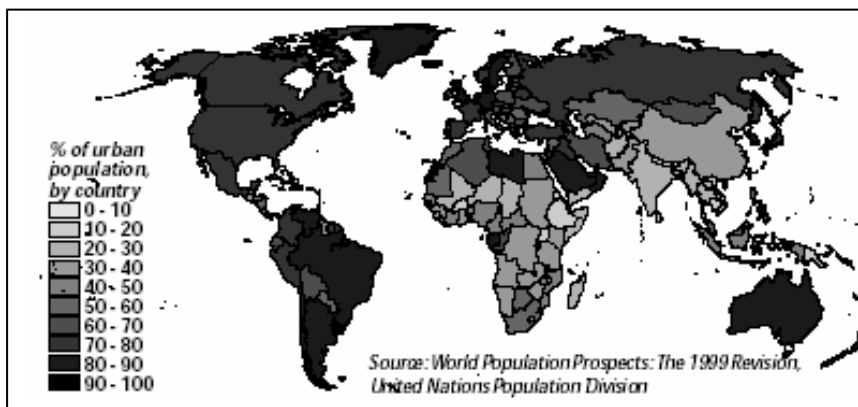 % of urban
population,
by country
0 - 10
10 - 20
20 - 30
30 - 40
40 - 50
50 - 60
60 - 70
70 - 80
80 - 90
90 - 100
Source: World Population Prospects: The 1999 Revision,
United Nations Population Division